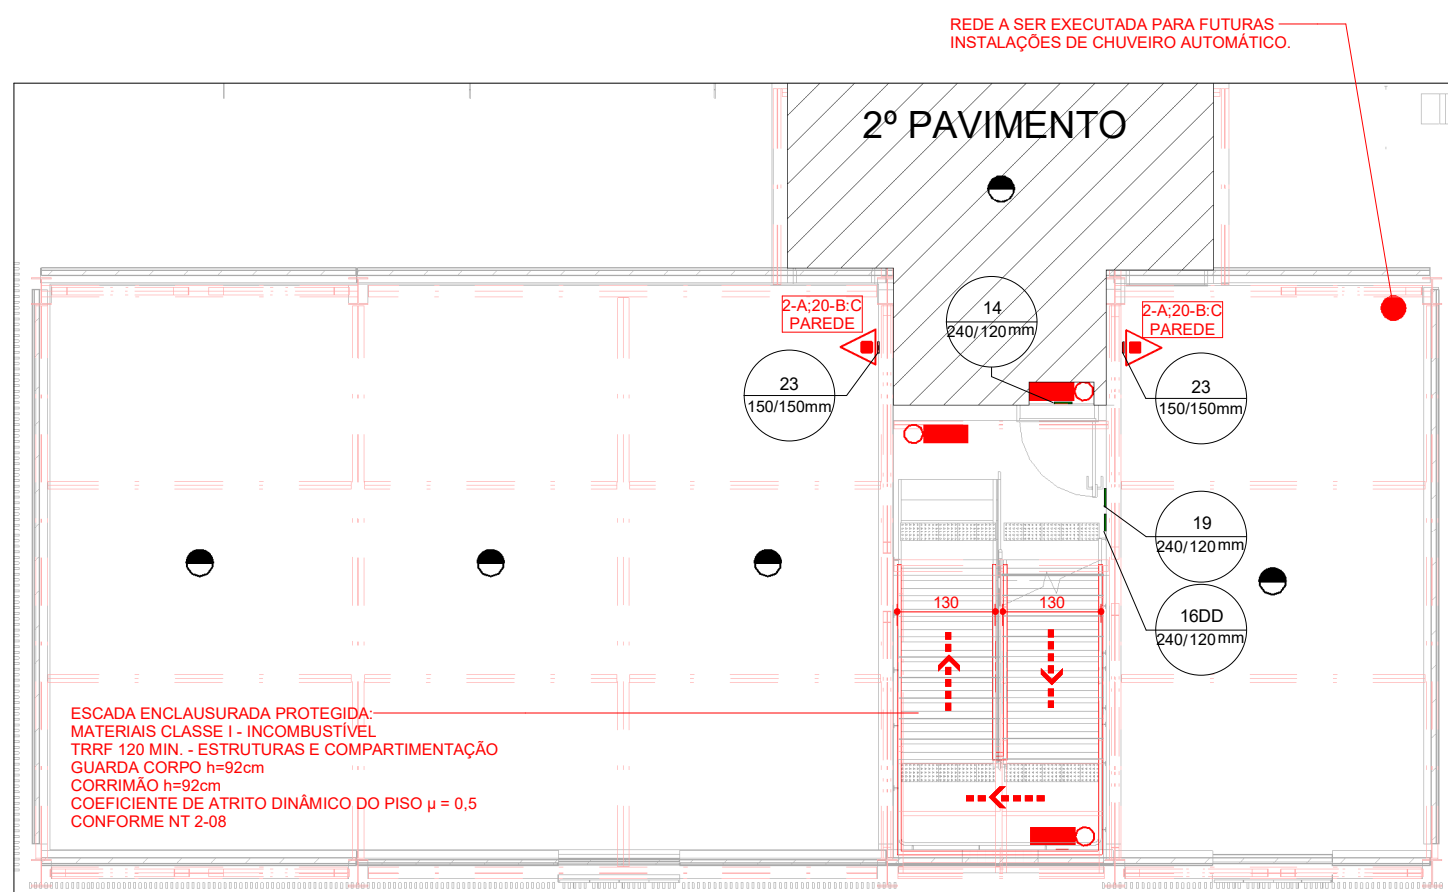 REDE A SER EXECUTADA PARA FUTURAS
INSTALAÇÕES DE CHUVEIRO AUTOMÁTICO.
2º PAVIMENTO
2-A;20-B:C
PAREDE
14
240/120mm
2-A;20-B:C
PAREDE
23
150/150mm
23
150/150mm
19
240/120mm
130
130
16DD
240/120mm
ESCADA ENCLAUSURADA PROTEGIDA:
MATERIAIS CLASSE I - INCOMBUSTÍVEL
TRRF 120 MIN. - ESTRUTURAS E COMPARTIMENTAÇÃO
GUARDA CORPO h=92cm
CORRIMÃO h=92cm
COEFICIENTE DE ATRITO DINÂMICO DO PISO µ = 0,5
CONFORME NT 2-08